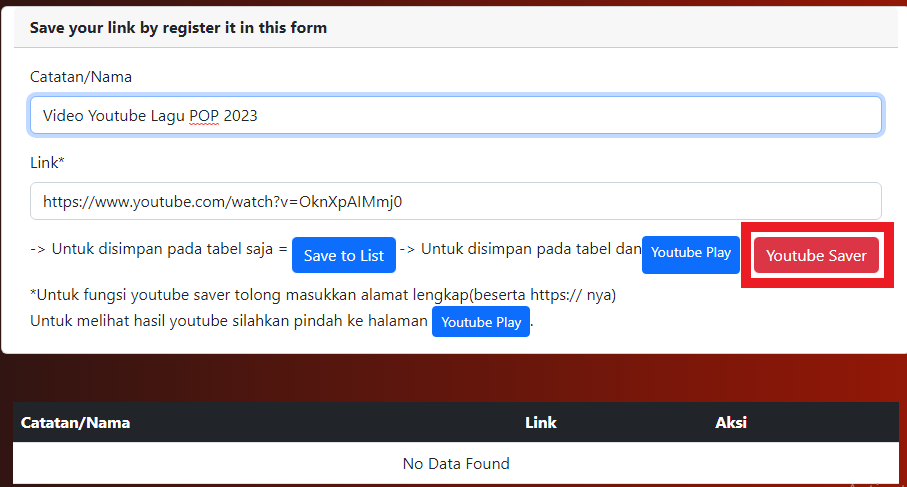 Save your link by register it in this form
Catatan/Nama
Video Youtube Lagu POP 2023
Link*
https://www.youtube.com/watch?v=OknXpAIMmj0
-> Untuk disimpan pada tabel saja = Save to List -> Untuk disimpan pada tabel dan Youtube Play Youtube Saver
*Untuk fungsi youtube saver tolong masukkan alamat lengkap(beserta https:// nya)
Untuk melihat hasil youtube silahkan pindah ke halaman Youtube Play.
Catatan/Nama Link Aksi
No Data Found